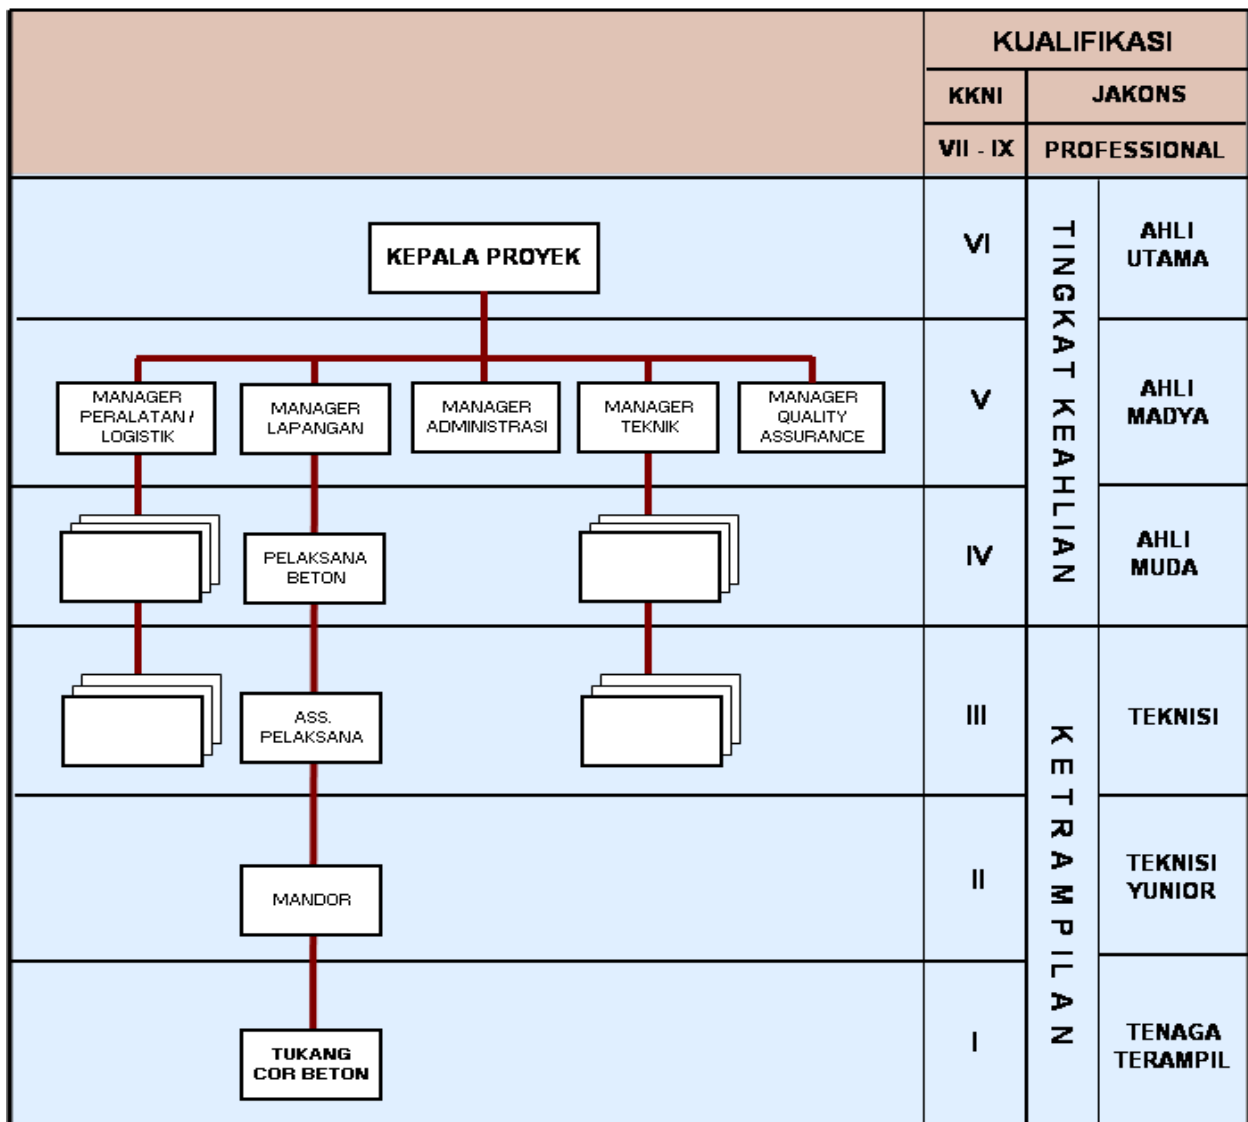 KUALIFIKASI
KKNI
JAKONS
VII - IX
PROFESSIONAL
KEPALA PROYEK
VI
TINGKAT KEAHLIAN
AHLI
UTAMA
MANAGER
PERALATAN /
LOGISTIK
MANAGER
LAPANGAN
MANAGER
ADMINISTRASI
MANAGER
TEKNIK
MANAGER
QUALITY
ASSURANCE
V
AHLI
MADYA
PELAKSANA
BETON
IV
AHLI
MUDA
ASS.
PELAKSANA
III
KETRAMPILAN
TEKNISI
MANDOR
II
TEKNISI
YUNIOR
TUKANG
COR BETON
I
TENAGA
TERAMPIL